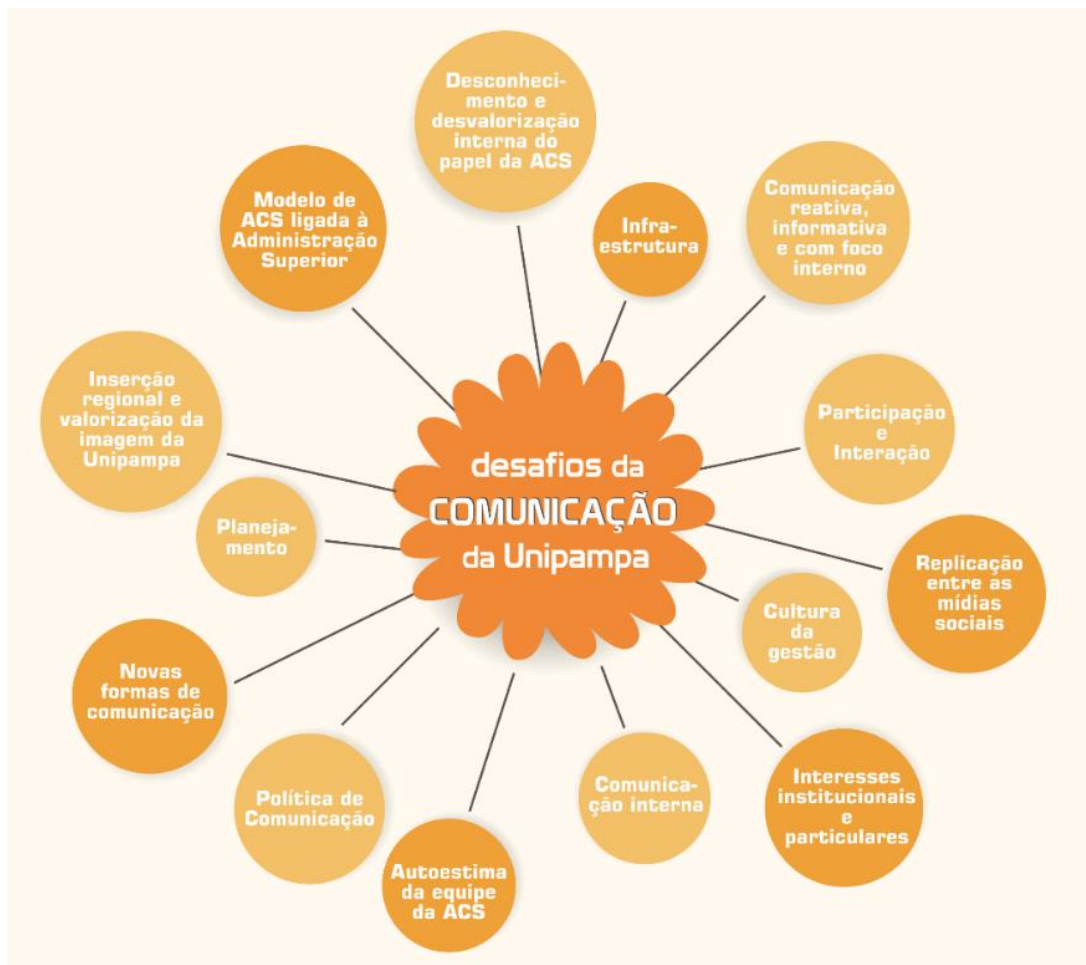 Desconheci-
mento e
desvalorização
interna do
papel da ACS
Modelo de
ACS ligada à
Administração
Superior
Infra-
estrutura
Comunicação
reativa,
informativa
e com foco
interno
Inserção
regional e
valorização da
imagem da
Unipampa
Participação
e
Interação
desafios da
COMUNICAÇÃO
da Unipampa
Planeja-
mento
Replicação
entre as
mídias
sociais
Cultura
da
gestão
Novas
formas de
comunicação
Política de
Comunicação
Comunica-
ção interna
Interesses
institucionais
e
particulares
Autoestima
da equipe
da ACS